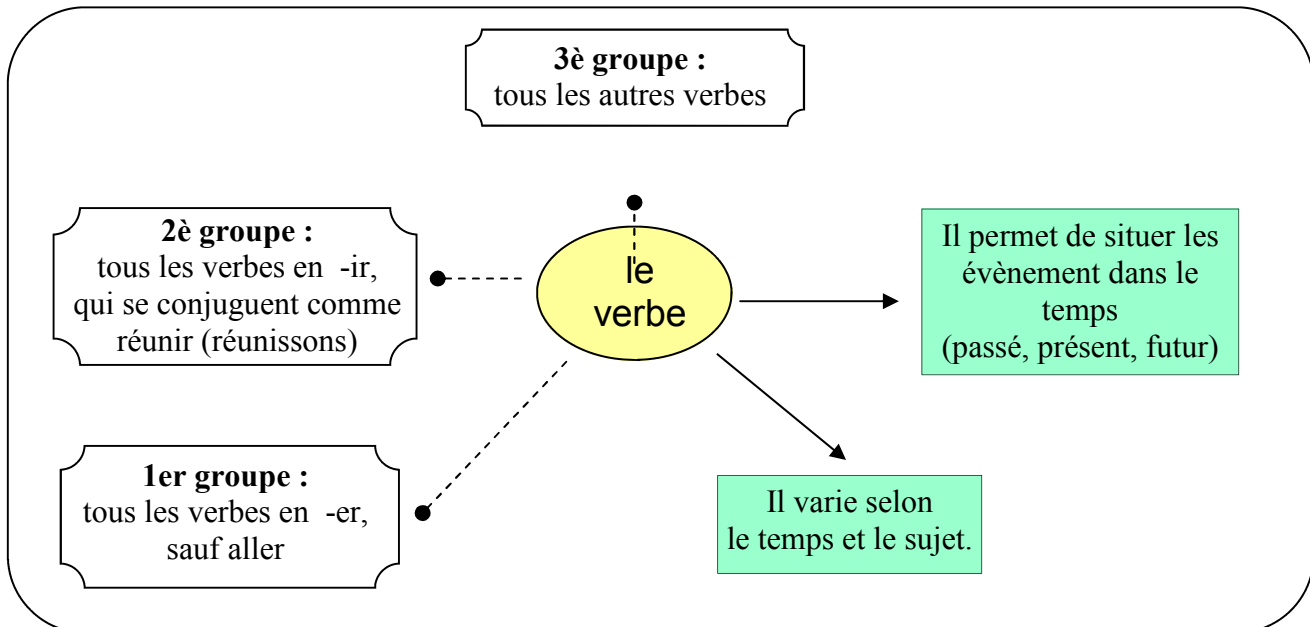 3è groupe :
tous les autres verbes
2è groupe :
tous les verbes en -ir,
qui se conjuguent comme
réunir (réunissons)
le
verbe
Il permet de situer les
évènement dans le
temps
(passé, présent, futur)
1er groupe :
tous les verbes en -er,
sauf aller
Il varie selon
le temps et le sujet.